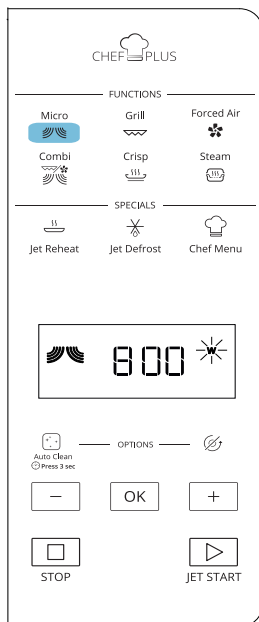 CHEF PLUS
FUNCTIONS
Micro Grill Forced Air
Combi Crisp Steam
SPECIALS
Jet Reheat Jet Defrost Chef Menu
800 W
OPTIONS
Auto Clean
Press 3 sec
− OK +
STOP JET START